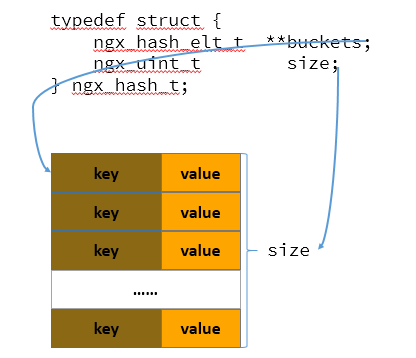 typedef struct {
ngx_hash_elt_t **buckets;
ngx_uint_t size;
} ngx_hash_t;
key value
key value
key value
size
……
key value